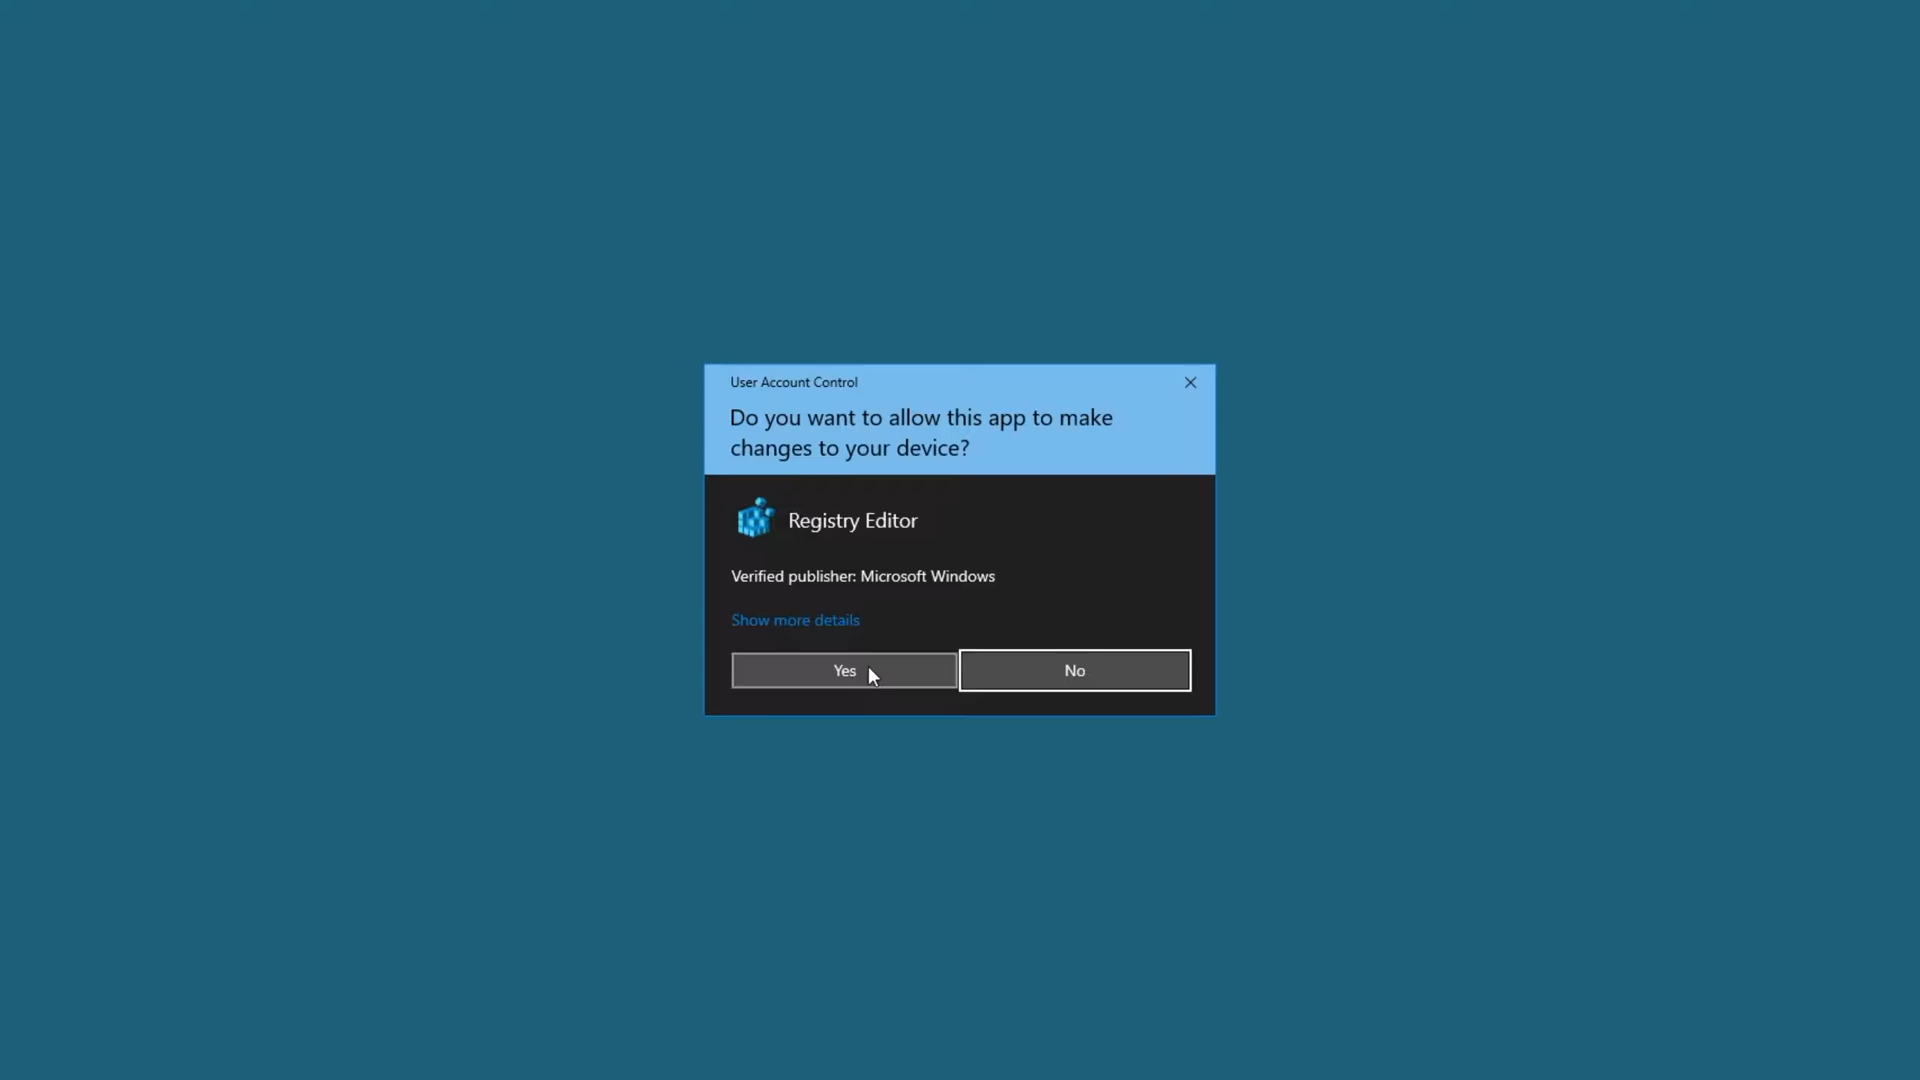 User Account Control
Do you want to allow this app to make
changes to your device?
Registry Editor
Verified publisher: Microsoft Windows
Show more details
Yes
No